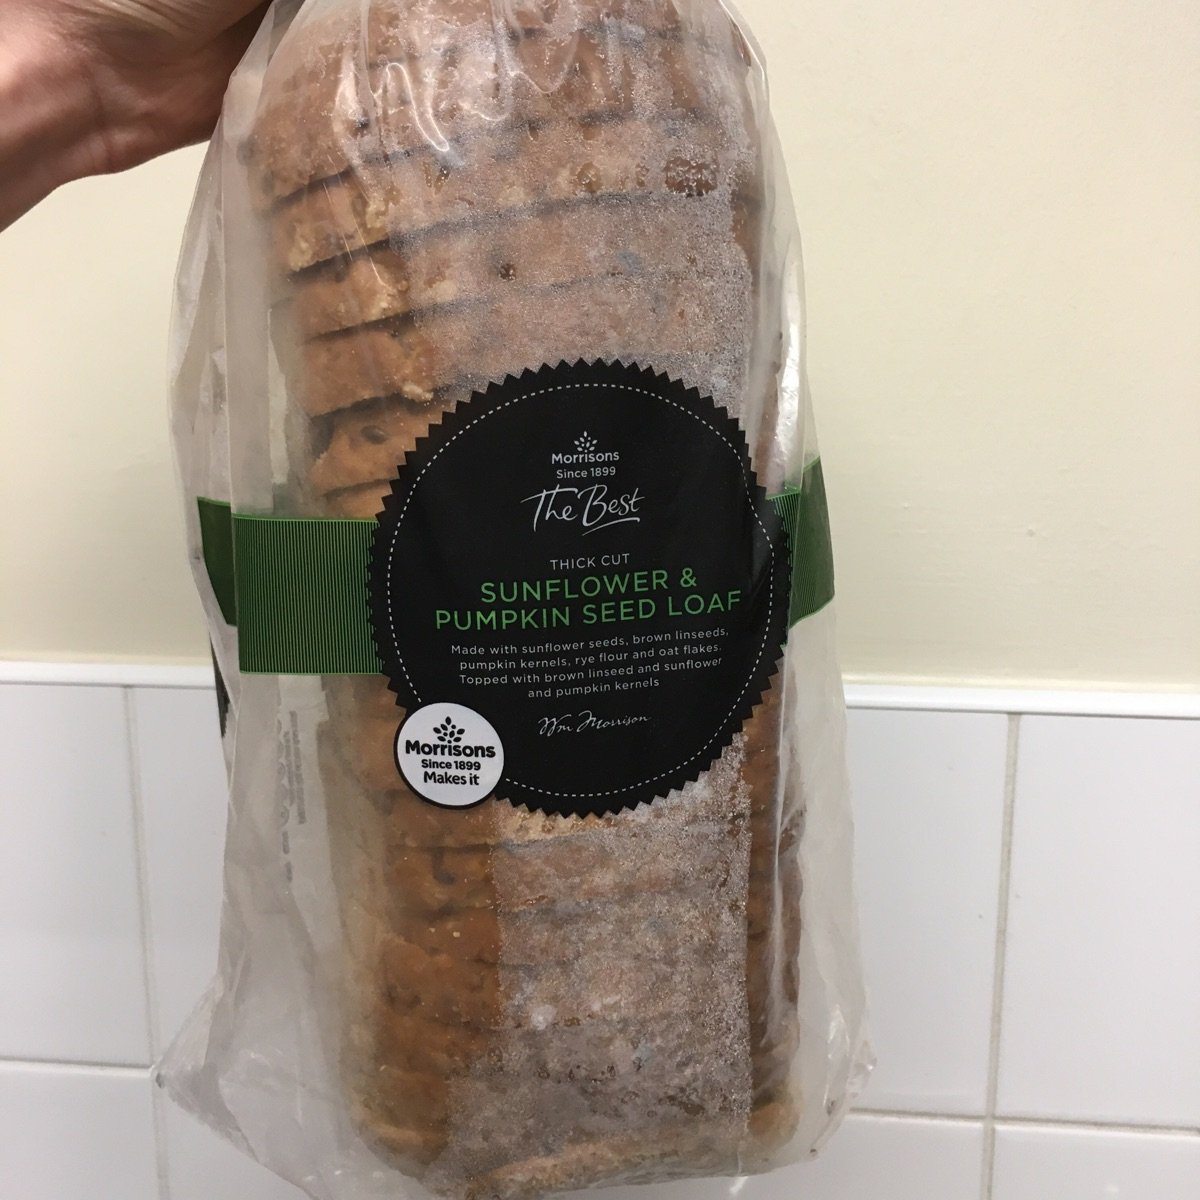 Morrisons
Since 1899
The Best
THICK CUT
SUNFLOWER &
PUMPKIN SEED LOAF
Made with sunflower seeds, brown linseeds,
pumpkin kernels, rye flour and oat flakes.
Topped with brown linseed and sunflower
and pumpkin kernels
Wm Morrison
Morrisons
Since 1899
Makes it